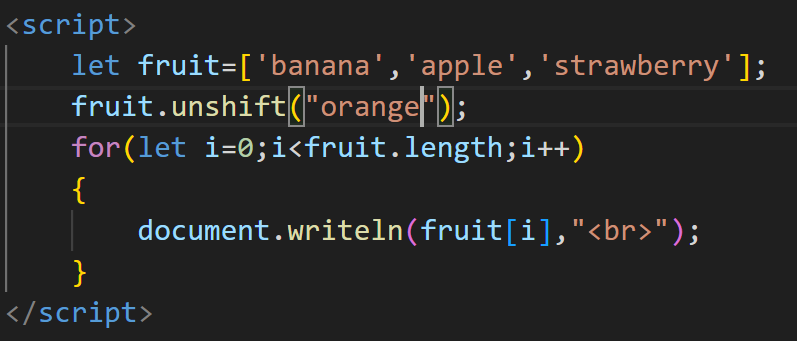 <script>
let fruit=['banana','apple','strawberry'];
fruit.unshift("orange");
for(let i=0;i<fruit.length;i++)
{
document.writeln(fruit[i],"<br>");
}
</script>